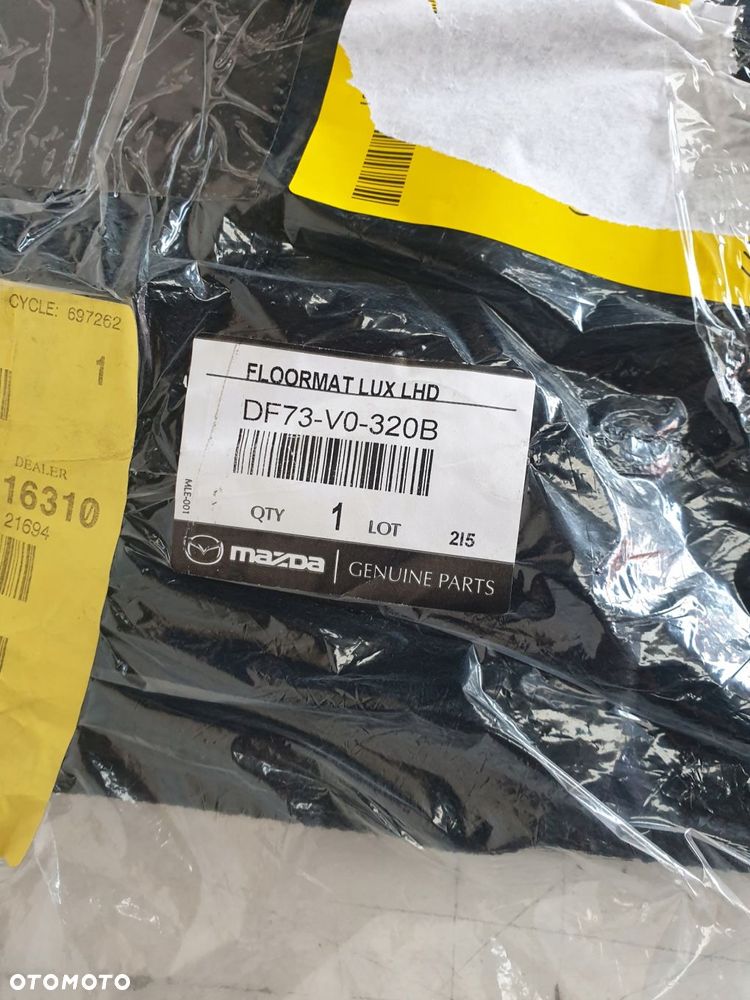 CYCLE: 697262
1
DEALER
16310
21694
FLOORMAT LUX LHD
DF73-V0-320B
MLE-001
QTY 1 LOT 215
mazda GENUINE PARTS
OTOMOTO